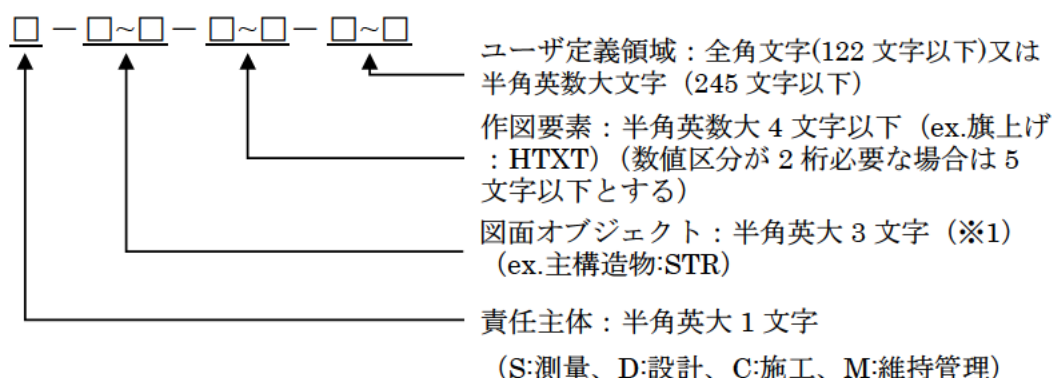 □－□~□－□~□－□~□
ユーザ定義領域：全角文字(122 文字以下)又は
半角英数大文字（245 文字以下）
作図要素：半角英数大 4 文字以下（ex.旗上げ
：HTXT）（数値区分が 2 桁必要な場合は 5
文字以下とする）
図面オブジェクト：半角英大 3 文字（※1）
（ex.主構造物:STR）
責任主体：半角英大 1 文字
（S:測量、D:設計、C:施工、M:維持管理）